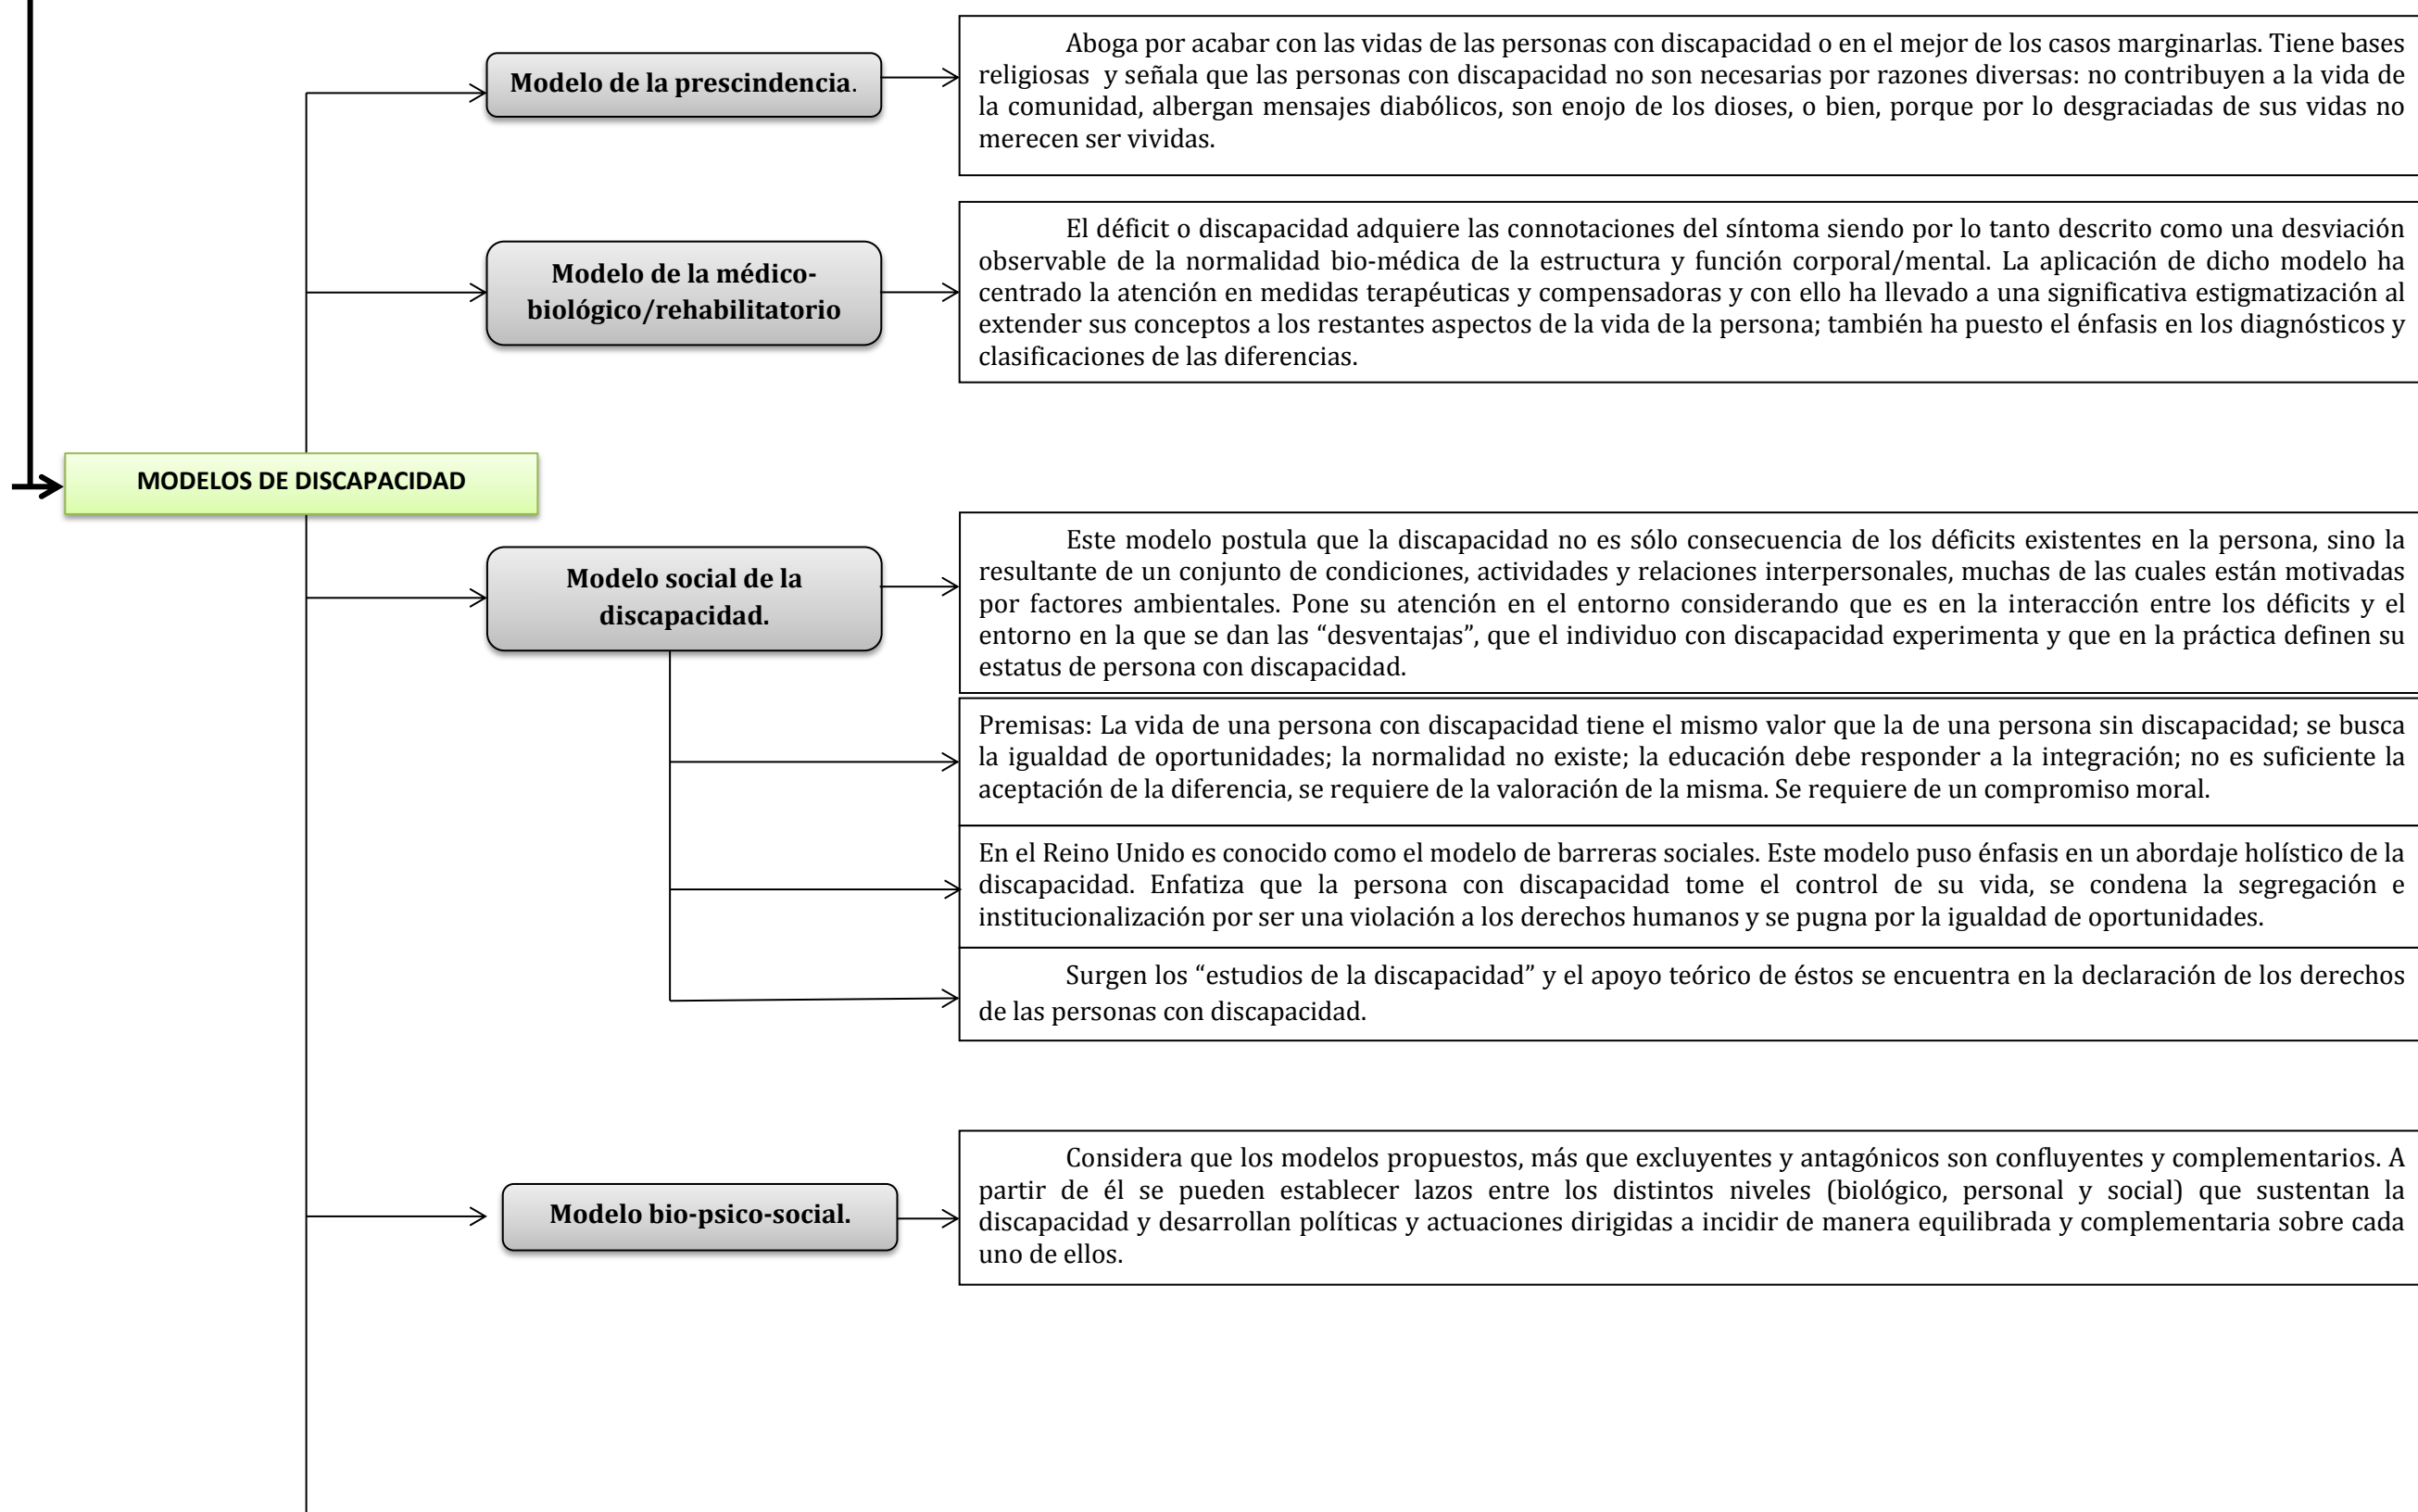 Modelo de la prescindencia.
Aboga por acabar con las vidas de las personas con discapacidad o en el mejor de los casos marginarlas. Tiene bases
religiosas y señala que las personas con discapacidad no son necesarias por razones diversas: no contribuyen a la vida de
la comunidad, albergan mensajes diabólicos, son enojo de los dioses, o bien, porque por lo desgraciadas de sus vidas no
merecen ser vividas.
Modelo de la médico-
biológico/rehabilitatorio
El déficit o discapacidad adquiere las connotaciones del síntoma siendo por lo tanto descrito como una desviación
observable de la normalidad bio-médica de la estructura y función corporal/mental. La aplicación de dicho modelo ha
centrado la atención en medidas terapéuticas y compensadoras y con ello ha llevado a una significativa estigmatización al
extender sus conceptos a los restantes aspectos de la vida de la persona; también ha puesto el énfasis en los diagnósticos y
clasificaciones de las diferencias.
MODELOS DE DISCAPACIDAD
Modelo social de la
discapacidad.
Este modelo postula que la discapacidad no es sólo consecuencia de los déficits existentes en la persona, sino la
resultante de un conjunto de condiciones, actividades y relaciones interpersonales, muchas de las cuales están motivadas
por factores ambientales. Pone su atención en el entorno considerando que es en la interacción entre los déficits y el
entorno en la que se dan las “desventajas”, que el individuo con discapacidad experimenta y que en la práctica definen su
estatus de persona con discapacidad.
Premisas: La vida de una persona con discapacidad tiene el mismo valor que la de una persona sin discapacidad; se busca
la igualdad de oportunidades; la normalidad no existe; la educación debe responder a la integración; no es suficiente la
aceptación de la diferencia, se requiere de la valoración de la misma. Se requiere de un compromiso moral.
En el Reino Unido es conocido como el modelo de barreras sociales. Este modelo puso énfasis en un abordaje holístico de la
discapacidad. Enfatiza que la persona con discapacidad tome el control de su vida, se condena la segregación e
institucionalización por ser una violación a los derechos humanos y se pugna por la igualdad de oportunidades.
Surgen los “estudios de la discapacidad” y el apoyo teórico de éstos se encuentra en la declaración de los derechos
de las personas con discapacidad.
Modelo bio-psico-social.
Considera que los modelos propuestos, más que excluyentes y antagónicos son confluyentes y complementarios. A
partir de él se pueden establecer lazos entre los distintos niveles (biológico, personal y social) que sustentan la
discapacidad y desarrollan políticas y actuaciones dirigidas a incidir de manera equilibrada y complementaria sobre cada
uno de ellos.